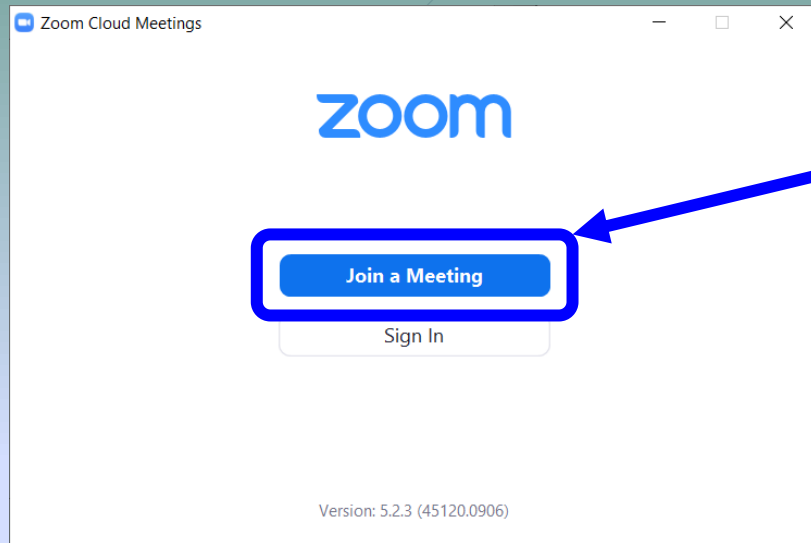 Zoom Cloud Meetings
zoom
Join a Meeting
Sign In
Version: 5.2.3 (45120.0906)